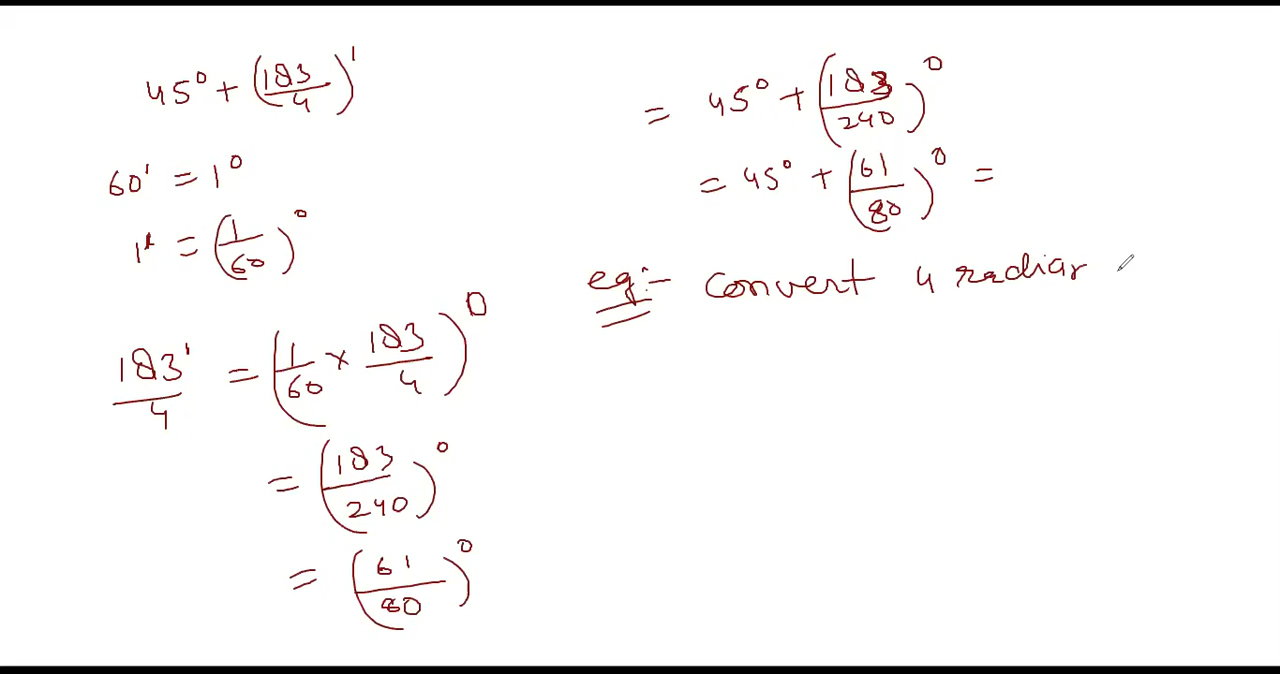 45° + (183/4)'
60' = 1°
1' = (1/60)°
183'/4 = (1/60 × 183/4)°
= (183/240)°
= (61/80)°
= 45° + (183/240)°
= 45° + (61/80)° =
eg:- convert 4 radiar